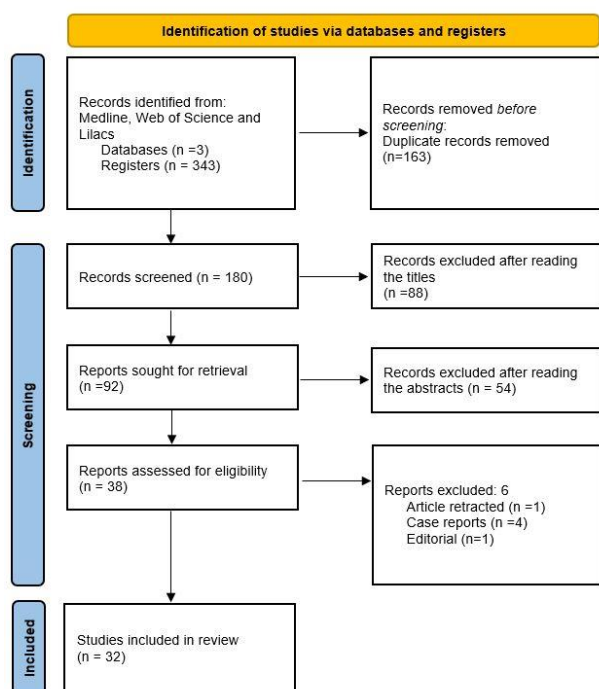 Identification of studies via databases and registers
Identification
Records identified from:
Medline, Web of Science and
Lilacs
Databases (n =3)
Registers (n = 343)
Records removed before
screening:
Duplicate records removed
(n=163)
Screening
Records screened (n = 180)
Records excluded after reading
the titles
(n =88)
Reports sought for retrieval
(n =92)
Records excluded after reading
the abstracts (n = 54)
Reports assessed for eligibility
(n = 38)
Reports excluded: 6
Article retracted (n =1)
Case reports (n =4)
Editorial (n=1)
Included
Studies included in review
(n = 32)